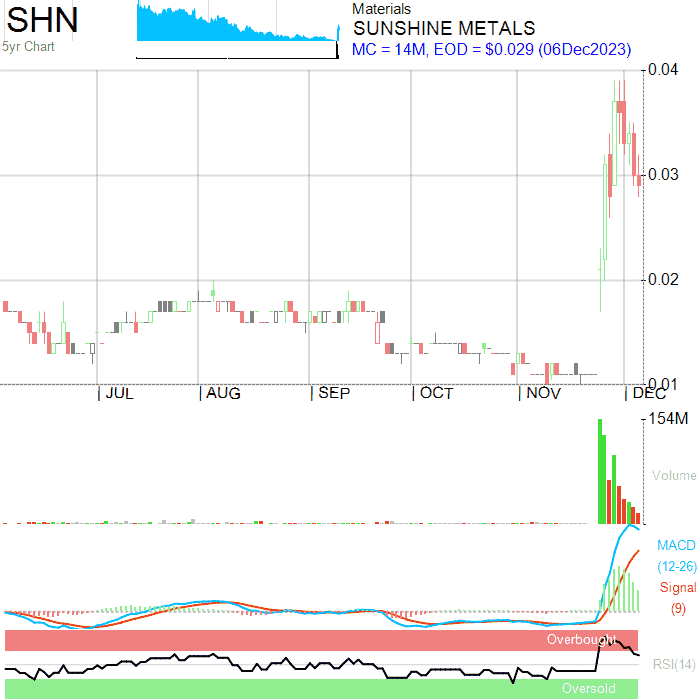 SHN
5yr Chart
Materials
SUNSHINE METALS
MC = 14M, EOD = $0.029 (06Dec2023)
0.04
0.03
0.02
0.01
JUL AUG SEP OCT NOV DEC
154M
Volume
MACD
(12-26)
Signal
(9)
Overbought
RSI(14)
Oversold